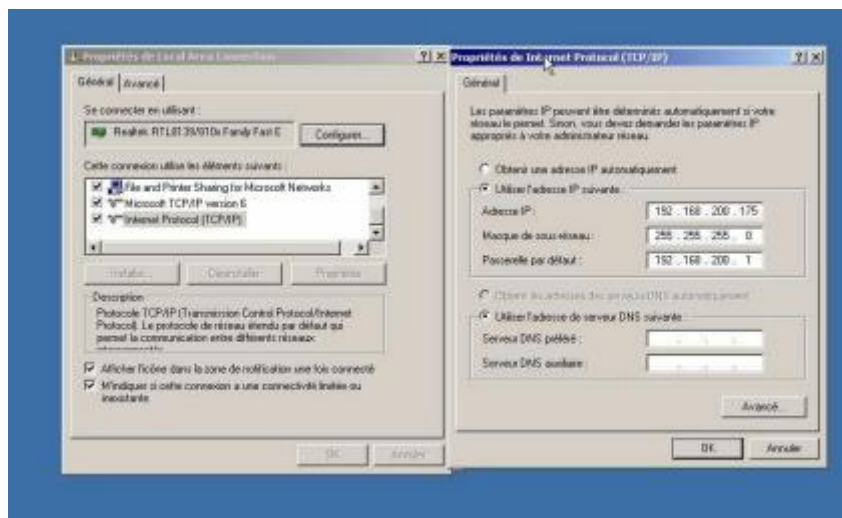 Propriétés de Local Area Connection
Général
Avancé
Se connecter en utilisant :
Realtek RTL8139/810x Family Fast E
Configurer...
Cette connexion utilise les éléments suivants :
File and Printer Sharing for Microsoft Networks
Microsoft TCP/IP version 6
Internet Protocol (TCP/IP)
Installer...
Désinstaller
Propriétés
Description
Protocole TCP/IP (Transmission Control Protocol/Internet
Protocol). Le protocole de réseau étendu par défaut qui
permet la communication entre différents réseaux
Afficher l'icône dans la zone de notification une fois connecté
M'indiquer si cette connexion a une connectivité limitée ou
inexistante
OK
Annuler
Propriétés de Internet Protocol (TCP/IP)
Général
Les paramètres IP peuvent être déterminés automatiquement si votre
réseau le permet. Sinon, vous devez demander les paramètres IP
appropriés à votre administrateur réseau.
Obtenir une adresse IP automatiquement
Utiliser l'adresse IP suivante
Adresse IP :
192 . 168 . 200 . 175
Masque de sous-réseau :
255 . 255 . 255 . 0
Passerelle par défaut :
192 . 168 . 200 . 1
Obtenir les adresses des serveurs DNS automatiquement
Utiliser l'adresse de serveur DNS suivante :
Serveur DNS préféré :
Serveur DNS auxiliaire :
Avancé...
OK
Annuler